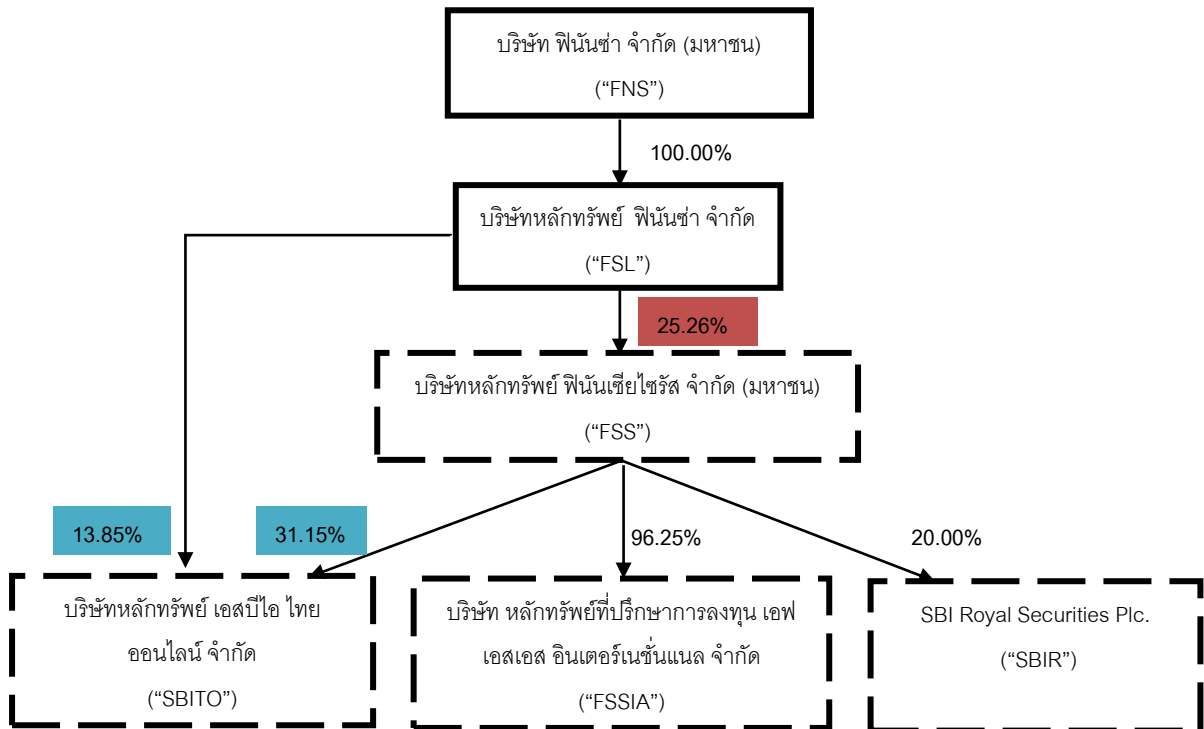 บริษัท ฟินันซ่า จำกัด (มหาชน)
(“FNS”)
100.00%
บริษัทหลักทรัพย์ ฟินันซ่า จำกัด
(“FSL”)
25.26%
บริษัทหลักทรัพย์ ฟินันเซียไซรัส จำกัด (มหาชน)
(“FSS”)
13.85%
31.15%
96.25%
20.00%
บริษัทหลักทรัพย์ เอสบีไอ ไทย
ออนไลน์ จำกัด
(“SBITO”)
บริษัท หลักทรัพย์ที่ปรึกษาการลงทุน เอฟ
เอสเอส อินเตอร์เนชั่นแนล จำกัด
(“FSSIA”)
SBI Royal Securities Plc.
(“SBIR”)